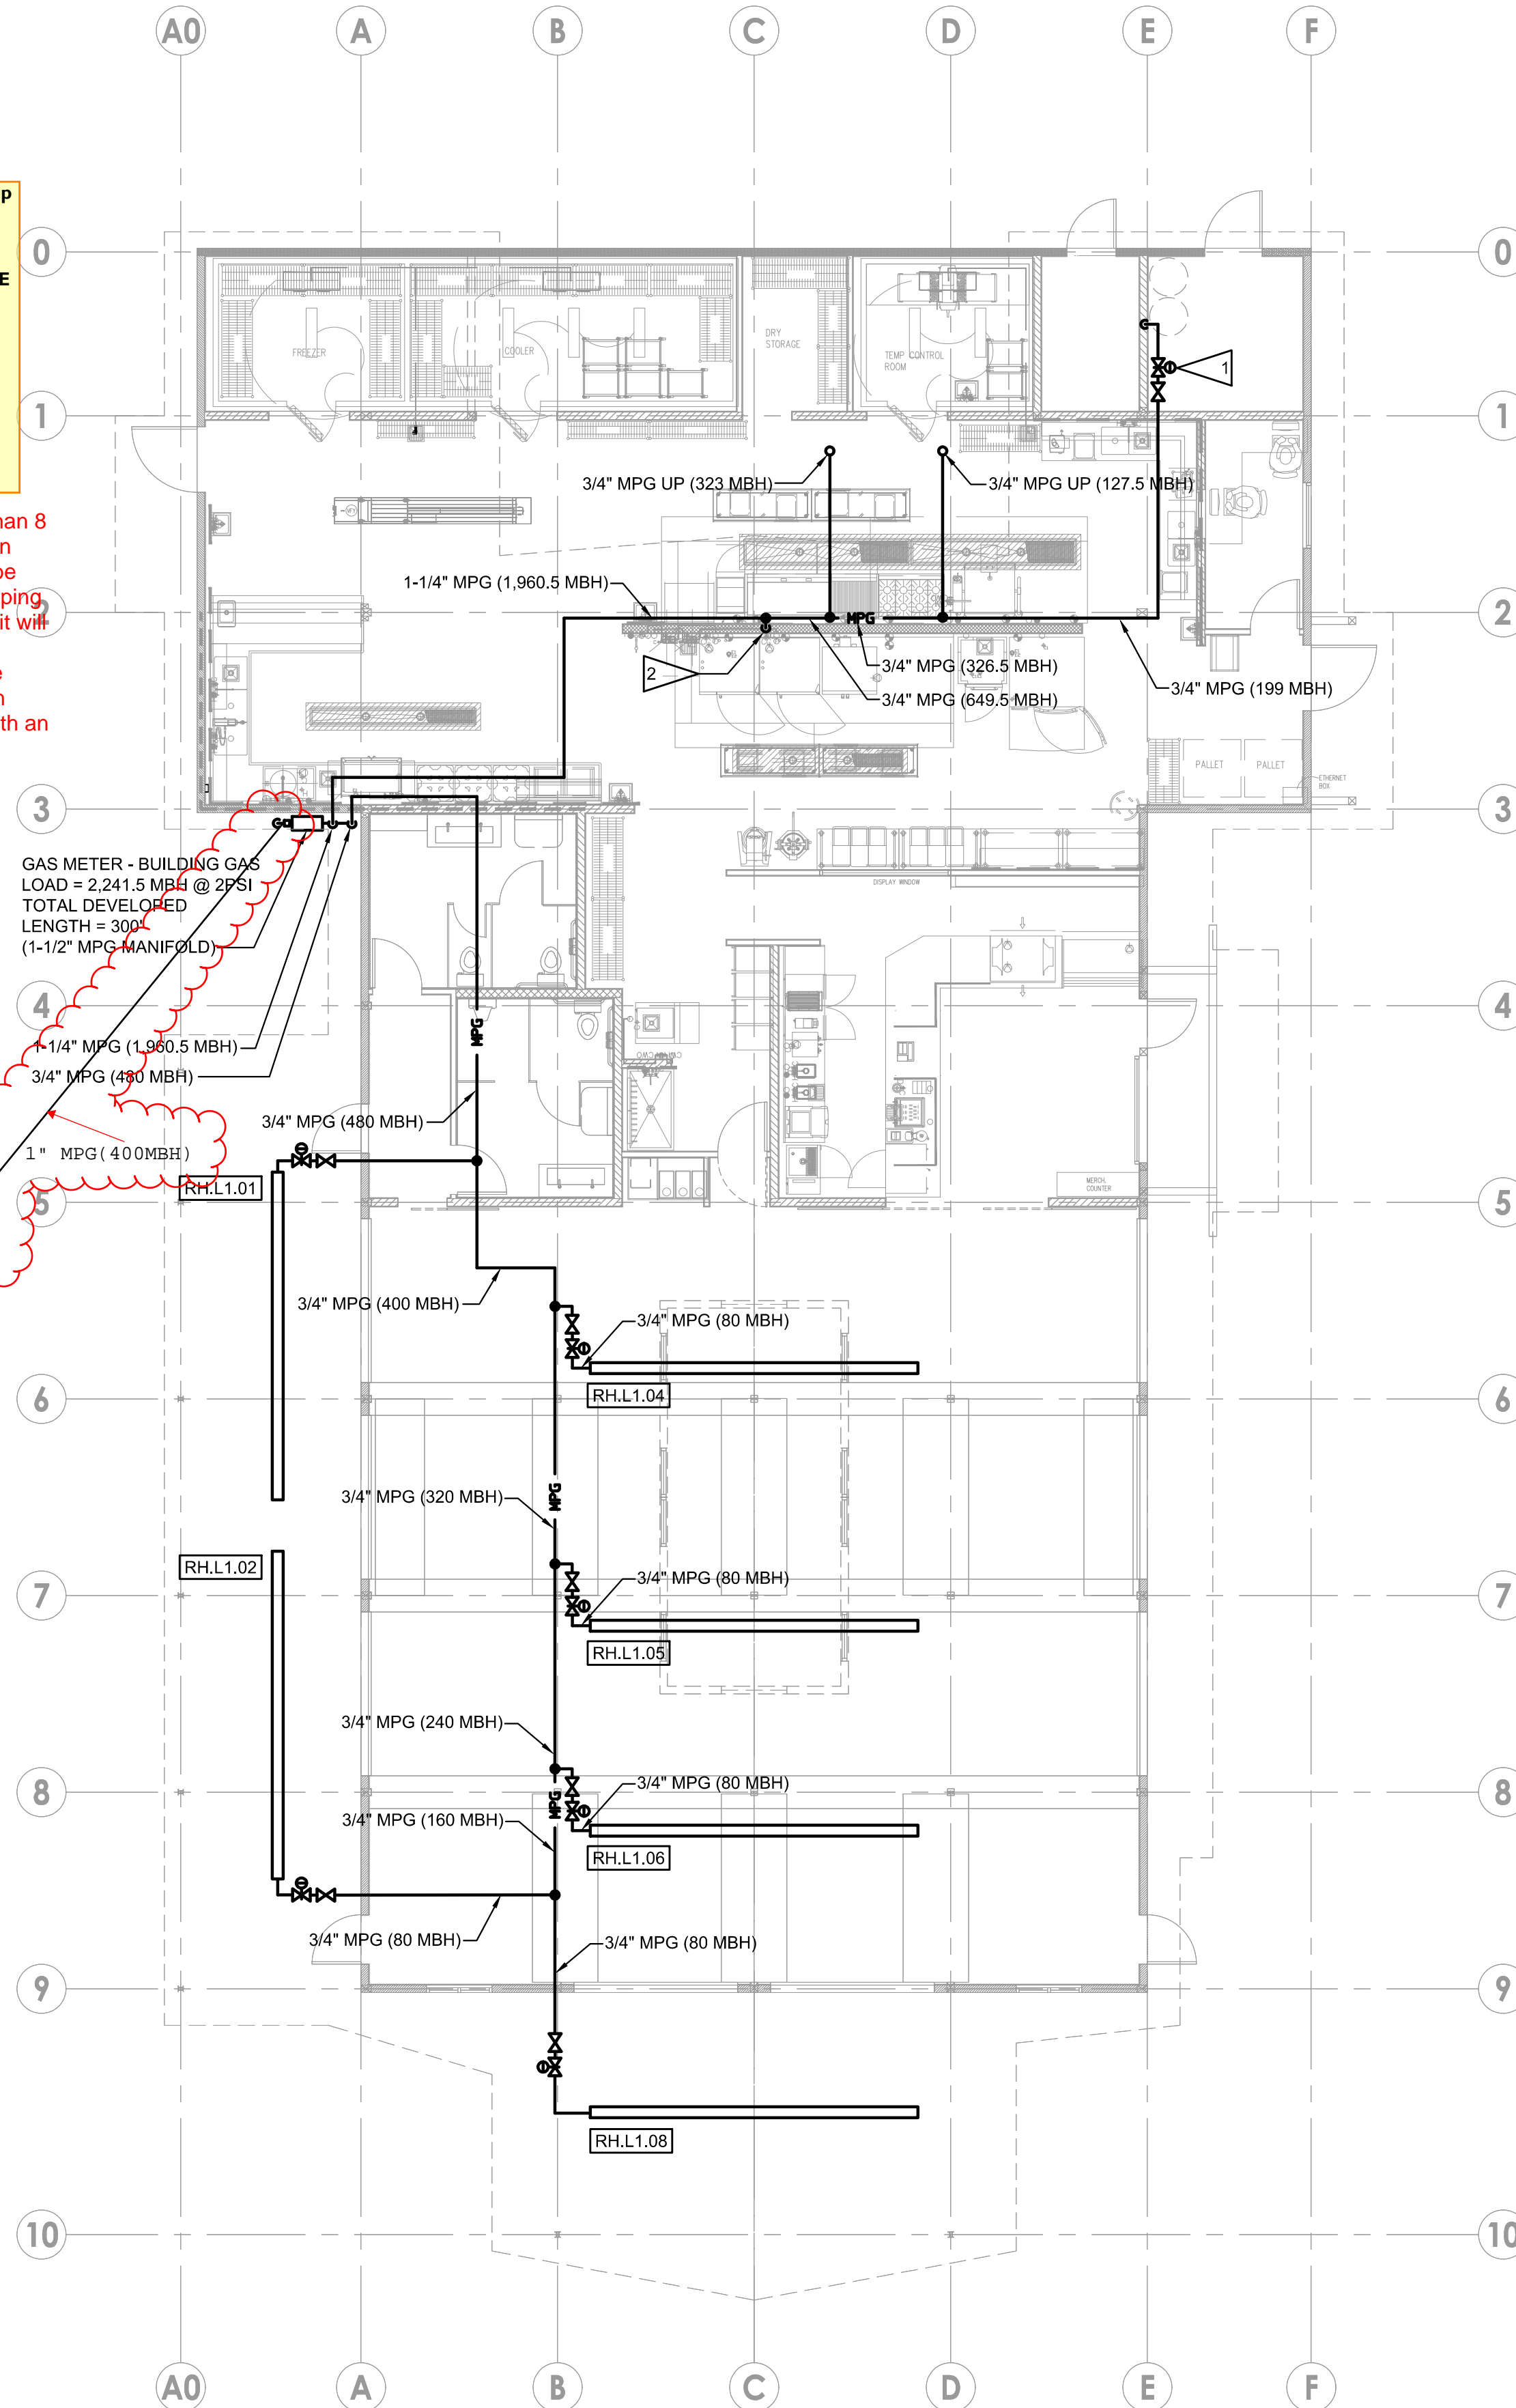 A0 A B C D E F
p
E
0 0
FREEZER
COOLER
DRY
STORAGE
TEMP CONTROL
ROOM
1
1 1
3/4" MPG UP (323 MBH)
3/4" MPG UP (127.5 MBH)
han 8
n
be
ping
it will
e
n
th an
1-1/4" MPG (1,960.5 MBH)
2 2
MPG
2
3/4" MPG (326.5 MBH)
3/4" MPG (649.5 MBH)
3/4" MPG (199 MBH)
PALLET PALLET
ETHERNET
BOX
3 3
GAS METER - BUILDING GAS
LOAD = 2,241.5 MBH @ 2PSI
TOTAL DEVELOPED
LENGTH = 300'
(1-1/2" MPG MANIFOLD)
DISPLAY WINDOW
4 4
1-1/4" MPG (1,960.5 MBH)
3/4" MPG (480 MBH)
MPG
3/4" MPG (480 MBH)
1" MPG(400MBH)
RH.L1.01
MERCH.
COUNTER
5 5
3/4" MPG (400 MBH)
3/4" MPG (80 MBH)
RH.L1.04
6 6
3/4" MPG (320 MBH)
MPG
RH.L1.02
3/4" MPG (80 MBH)
7 7
RH.L1.05
3/4" MPG (240 MBH)
3/4" MPG (80 MBH)
8 8
MPG
3/4" MPG (160 MBH)
RH.L1.06
3/4" MPG (80 MBH)
3/4" MPG (80 MBH)
9 9
RH.L1.08
10 10
A0 A B C D E F